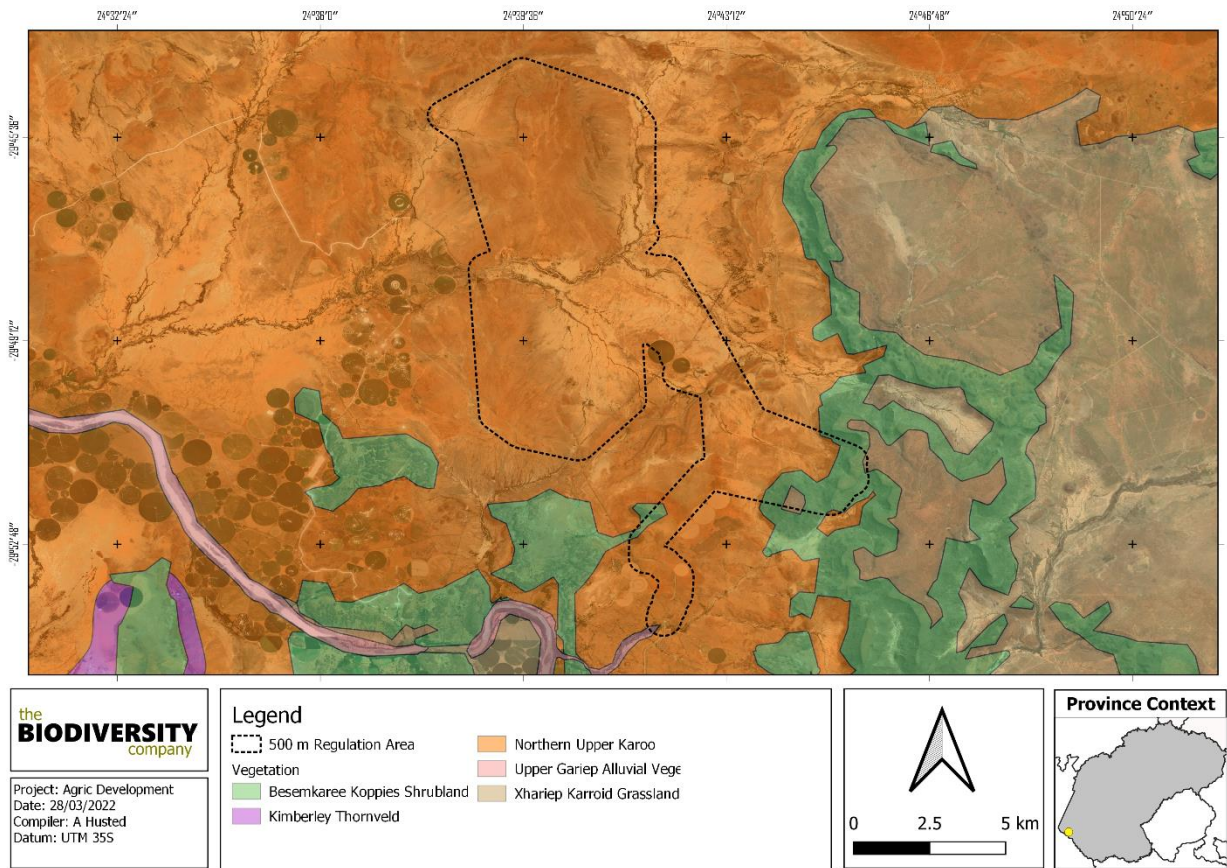 24°32'24"
24°36'0"
24°39'36"
24°43'12"
24°46'48"
24°50'24"
-29°52'48"
the
BIODIVERSITY
company
Project: Agric Development
Date: 28/03/2022
Compiler: A Husted
Datum: UTM 35S
Legend
500 m Regulation Area
Vegetation
Besemkaree Koppies Shrubland
Kimberley Thornveld
Northern Upper Karoo
Upper Gariep Alluvial Vege
Xhariep Karroid Grassland
0 2.5 5 km
Province Context